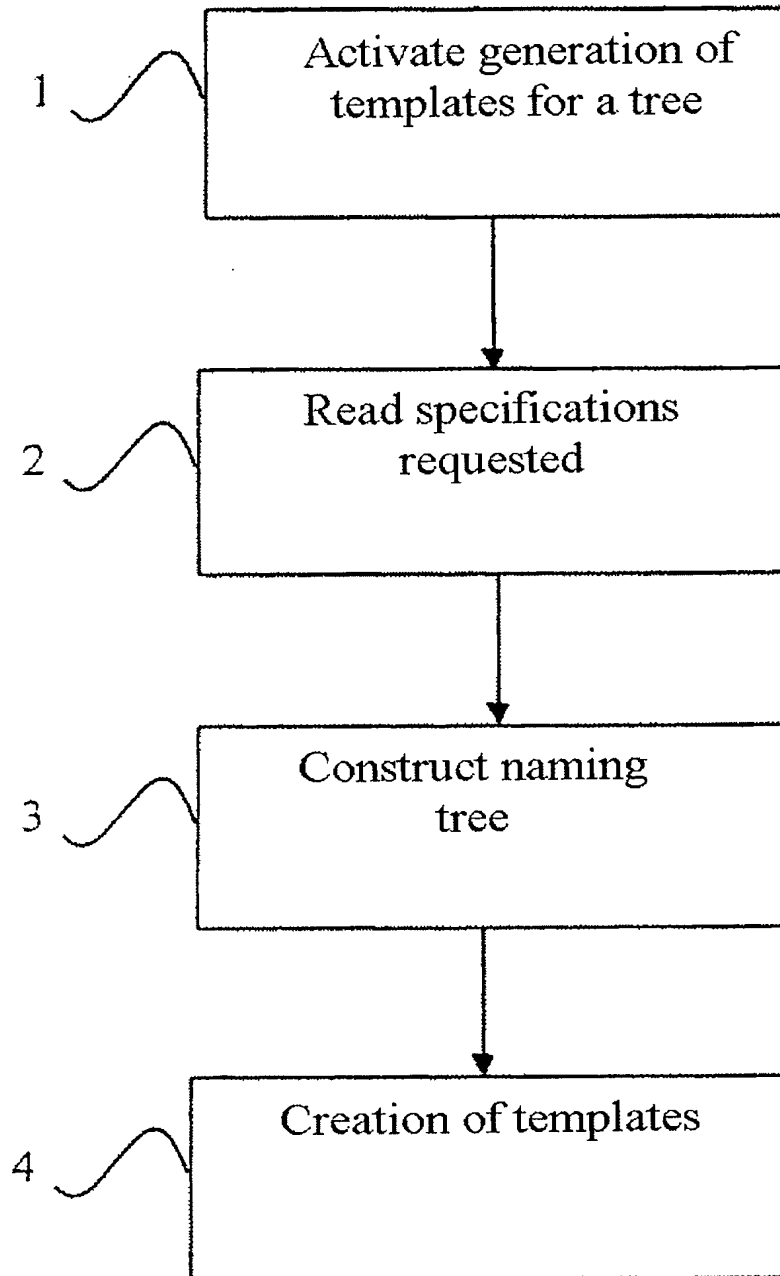 1
Activate generation of
templates for a tree
2
Read specifications
requested
3
Construct naming
tree
4
Creation of templates